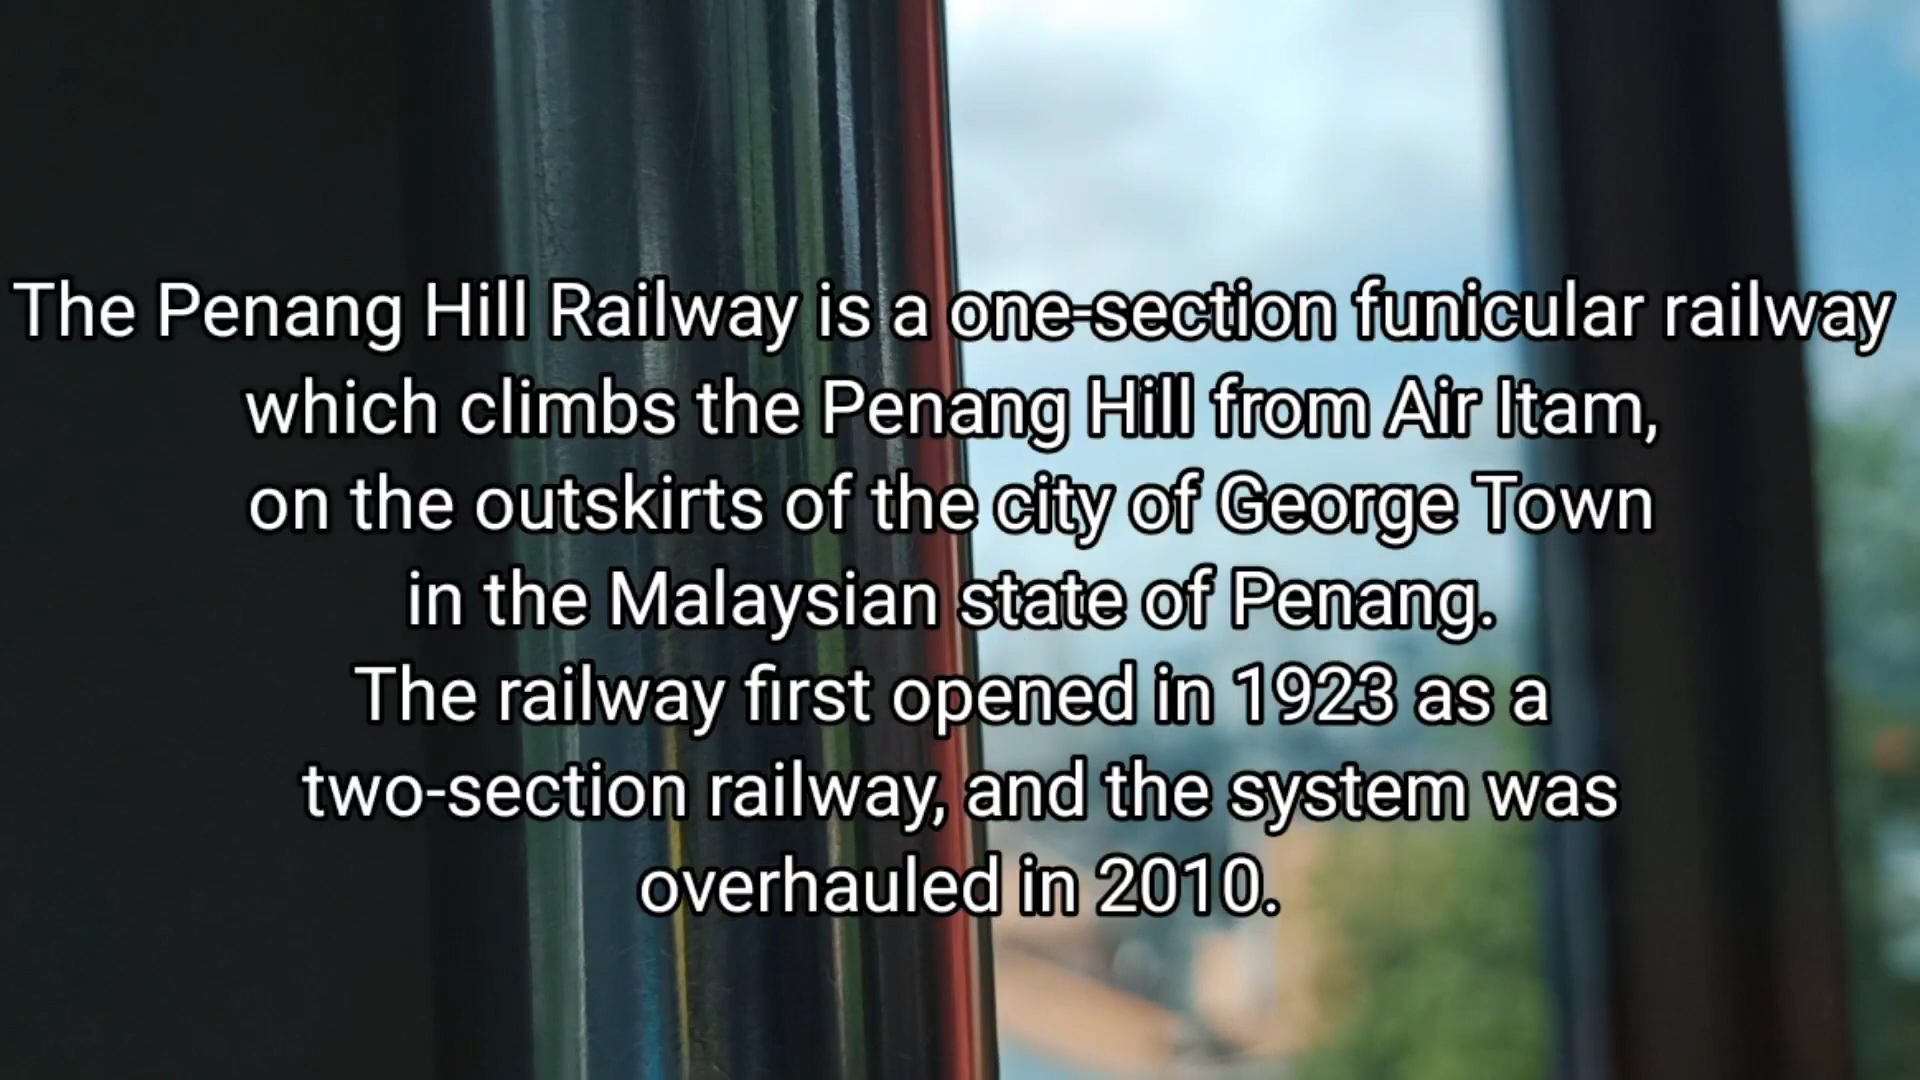 The Penang Hill Railway is a one-section funicular railway
which climbs the Penang Hill from Air Itam,
on the outskirts of the city of George Town
in the Malaysian state of Penang.
The railway first opened in 1923 as a
two-section railway, and the system was
overhauled in 2010.